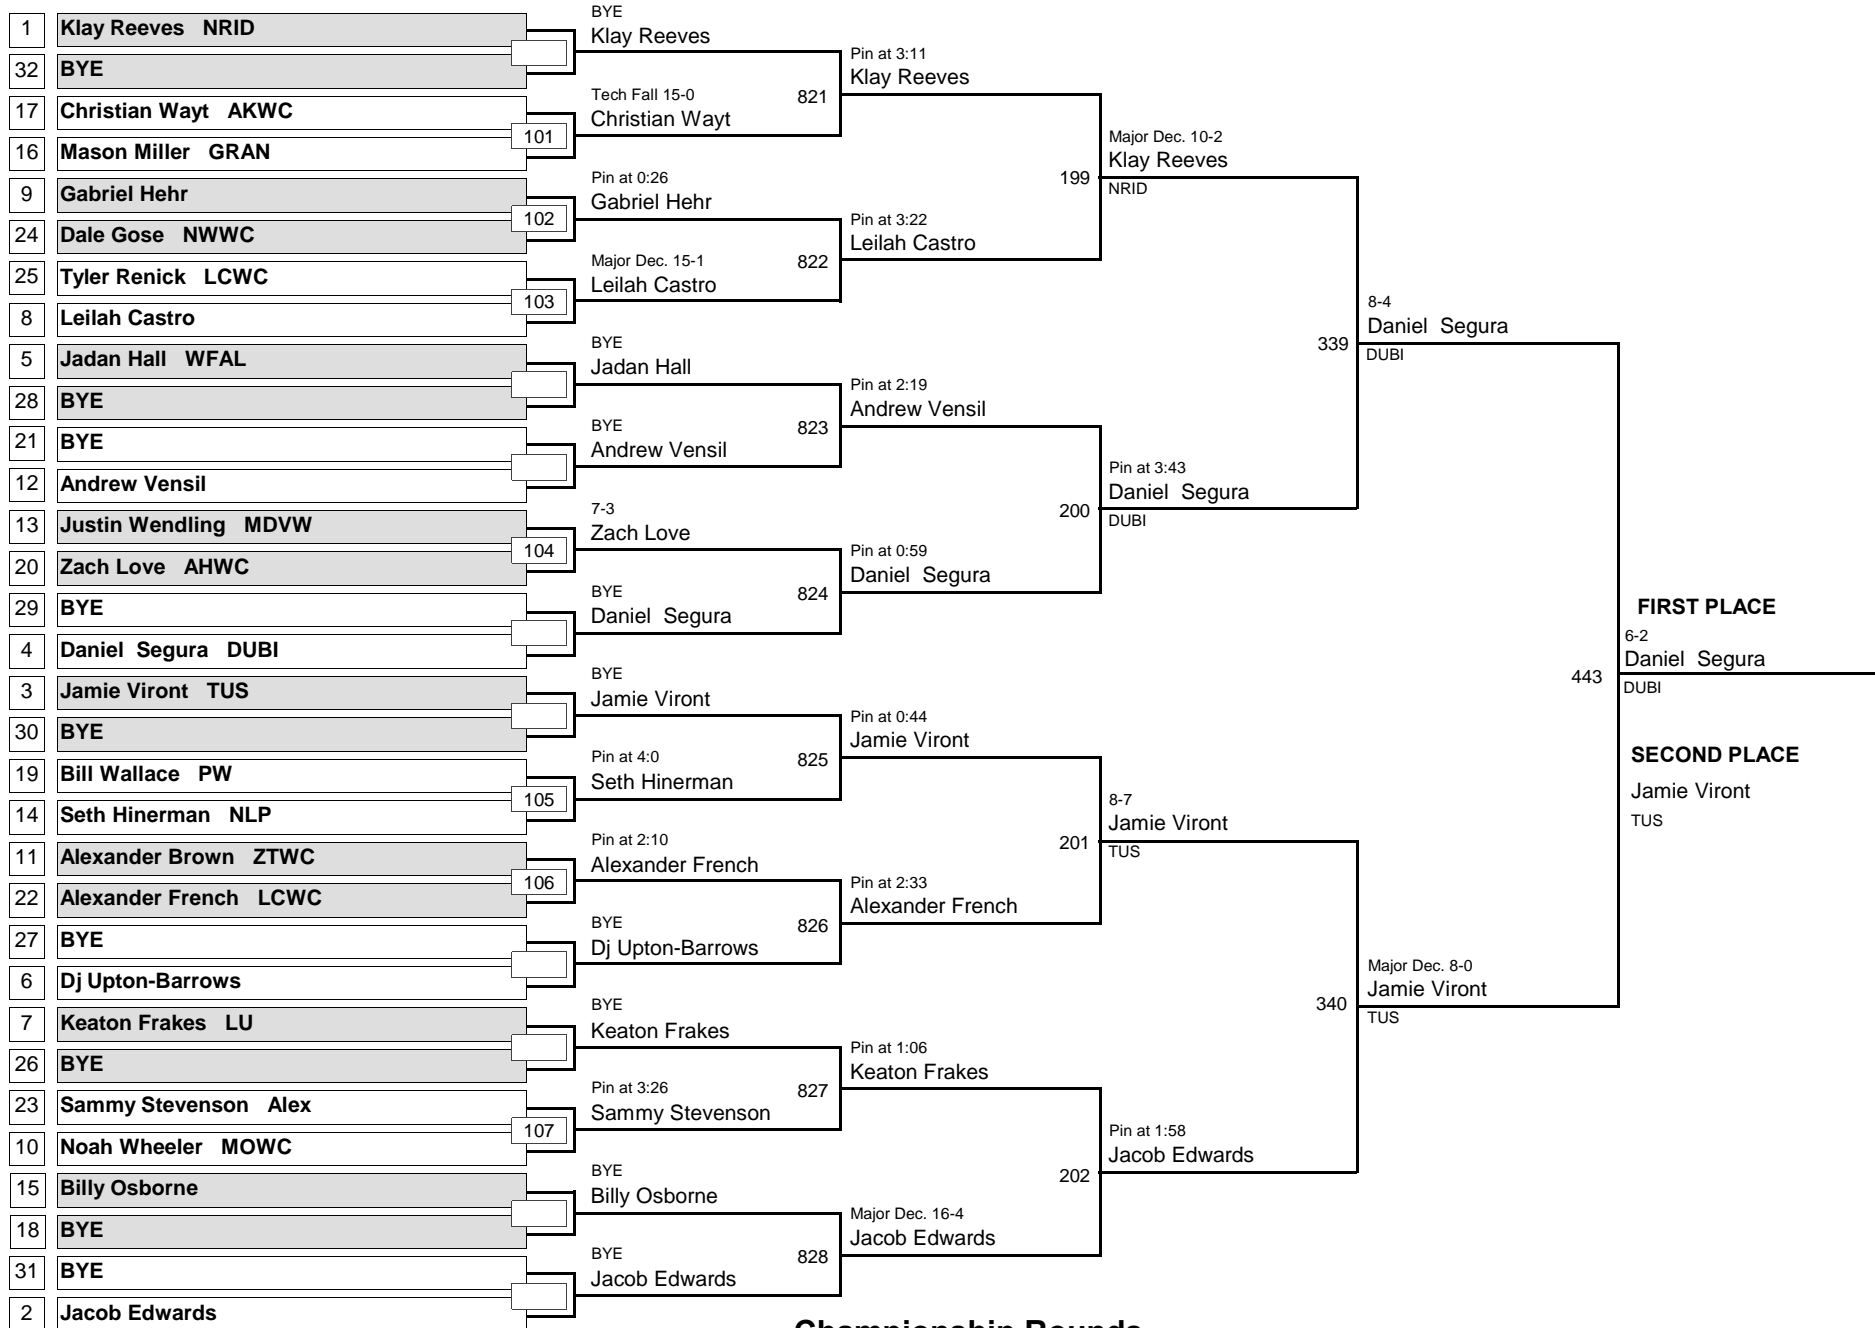 1 Klay Reeves NRID
32 BYE
17 Christian Wayt AKWC
16 Mason Miller GRAN
101
9 Gabriel Hehr
24 Dale Gose NWWC
102
25 Tyler Renick LCWC
8 Leilah Castro
103
5 Jadan Hall WFAL
28 BYE
21 BYE
12 Andrew Vensil
13 Justin Wendling MDVW
20 Zach Love AHWC
104
29 BYE
4 Daniel Segura DUBI
3 Jamie Viront TUS
30 BYE
19 Bill Wallace PW
14 Seth Hinerman NLP
105
11 Alexander Brown ZTWC
22 Alexander French LCWC
106
27 BYE
6 Dj Upton-Barrows
7 Keaton Frakes LU
26 BYE
23 Sammy Stevenson Alex
10 Noah Wheeler MOWC
107
15 Billy Osborne
18 BYE
31 BYE
2 Jacob Edwards
BYE
Klay Reeves
821
Tech Fall 15-0
Christian Wayt
Pin at 0:26
Gabriel Hehr
822
Major Dec. 15-1
Leilah Castro
BYE
Jadan Hall
823
BYE
Andrew Vensil
7-3
Zach Love
824
BYE
Daniel Segura
BYE
Jamie Viront
825
Pin at 4:0
Seth Hinerman
Pin at 2:10
Alexander French
826
BYE
Dj Upton-Barrows
BYE
Keaton Frakes
827
Pin at 3:26
Sammy Stevenson
BYE
Billy Osborne
828
BYE
Jacob Edwards
Pin at 3:11
Klay Reeves
199
Pin at 3:22
Leilah Castro
Pin at 2:19
Andrew Vensil
200
Pin at 0:59
Daniel Segura
Pin at 0:44
Jamie Viront
201
Pin at 2:33
Alexander French
Pin at 1:06
Keaton Frakes
202
Major Dec. 16-4
Jacob Edwards
Major Dec. 10-2
Klay Reeves
NRID
339
Pin at 3:43
Daniel Segura
DUBI
8-7
Jamie Viront
TUS
340
Pin at 1:58
Jacob Edwards
8-4
Daniel Segura
DUBI
443
Major Dec. 8-0
Jamie Viront
TUS
FIRST PLACE
6-2
Daniel Segura
DUBI
SECOND PLACE
Jamie Viront
TUS
Championship Rounds